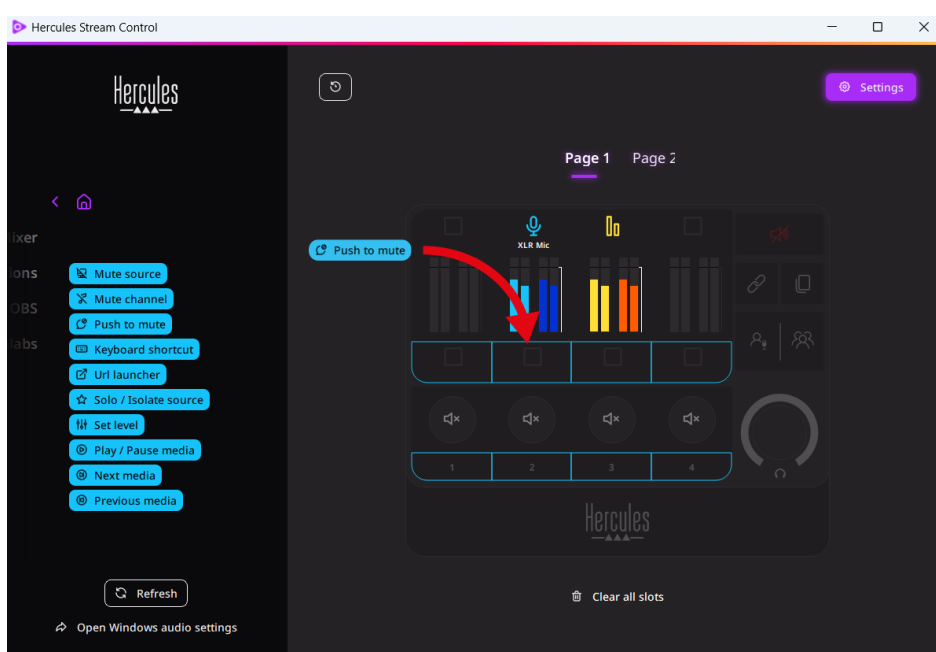 Hercules Stream Control
Hercules
Settings
Page 1 Page 2
ixer
ions
OBS
labs
Mute source
Mute channel
Push to mute
Keyboard shortcut
Url launcher
Solo / Isolate source
Set level
Play / Pause media
Next media
Previous media
Refresh
Open Windows audio settings
Push to mute
XLR Mic
1 2 3 4
Hercules
Clear all slots